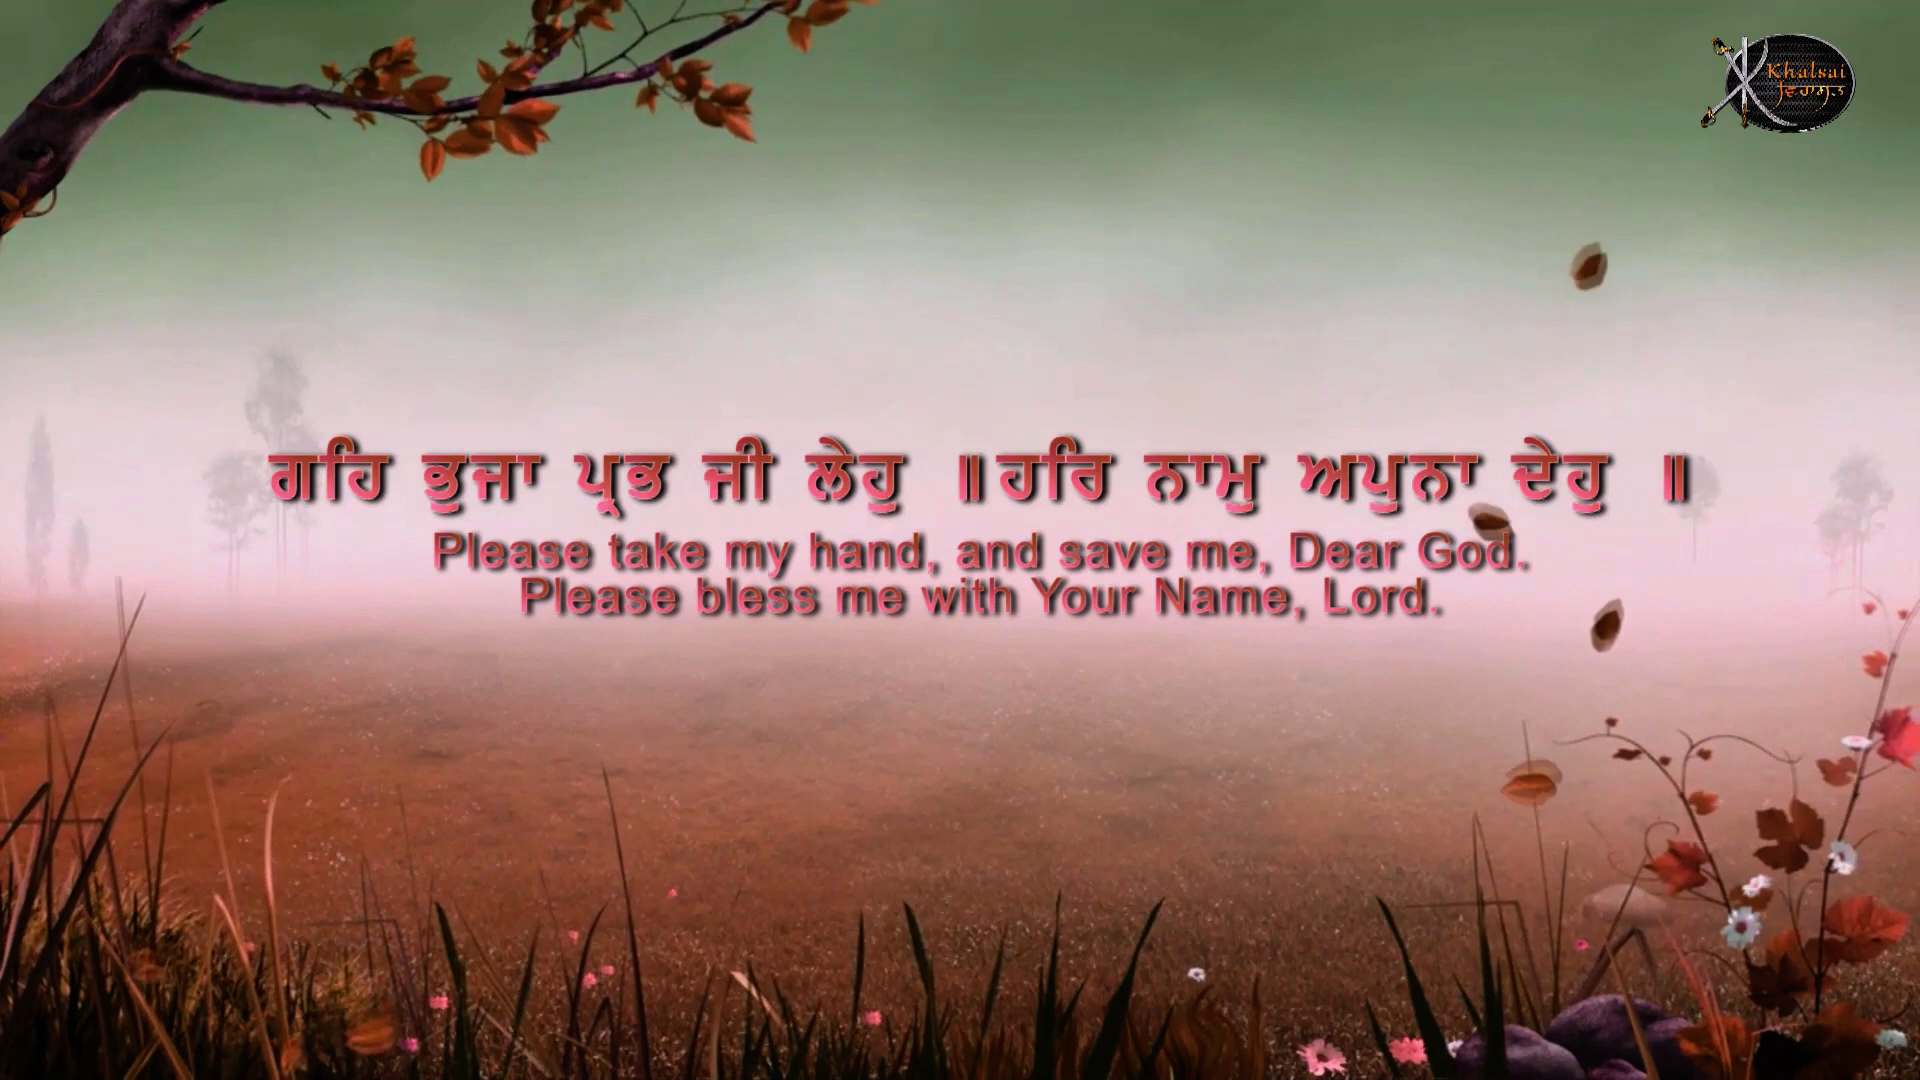 Khalsai
ਵਿਰਾਸਤ
ਗਹਿ ਭੁਜਾ ਪ੍ਰਭ ਜੀ ਲੇਹੁ ॥ ਹਰਿ ਨਾਮੁ ਅਪੁਨਾ ਦੇਹੁ ॥
Please take my hand, and save me, Dear God.
Please bless me with Your Name, Lord.